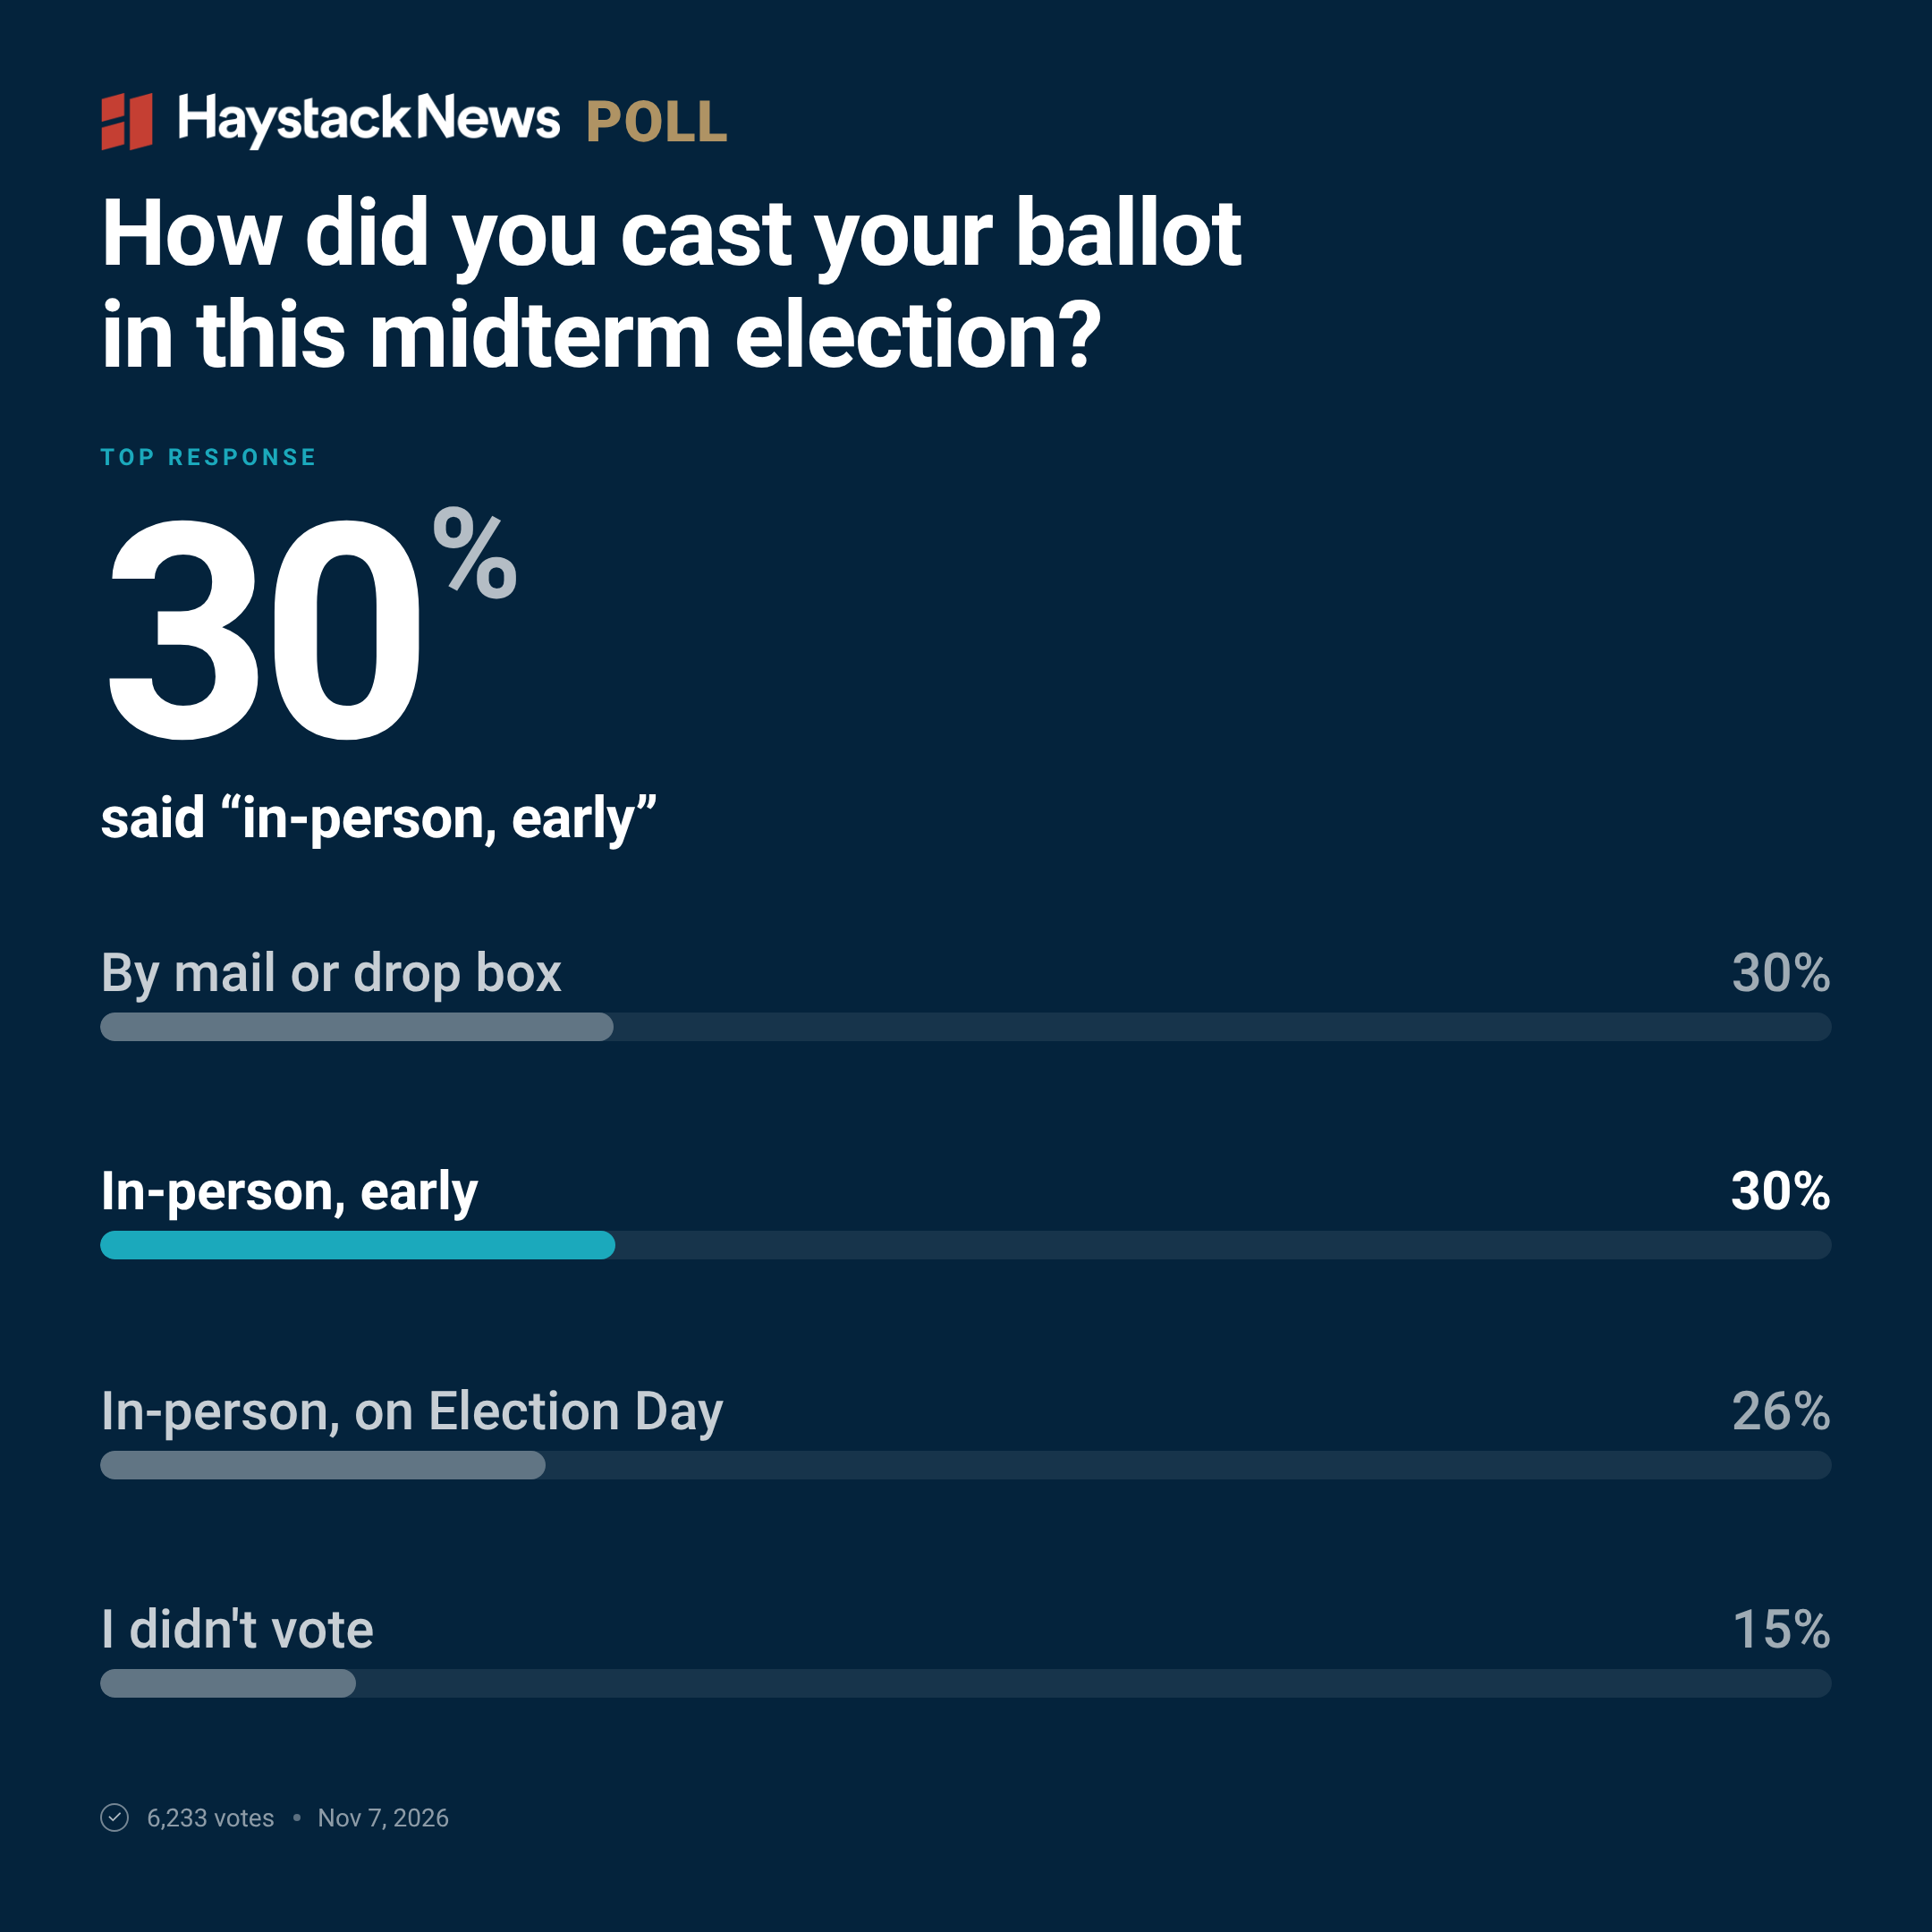 HaystackNews POLL
How did you cast your ballot
in this midterm election?
TOP RESPONSE
30%
said “in-person, early”
By mail or drop box 30%
In-person, early 30%
In-person, on Election Day 26%
I didn't vote 15%
6,233 votes • Nov 7, 2026